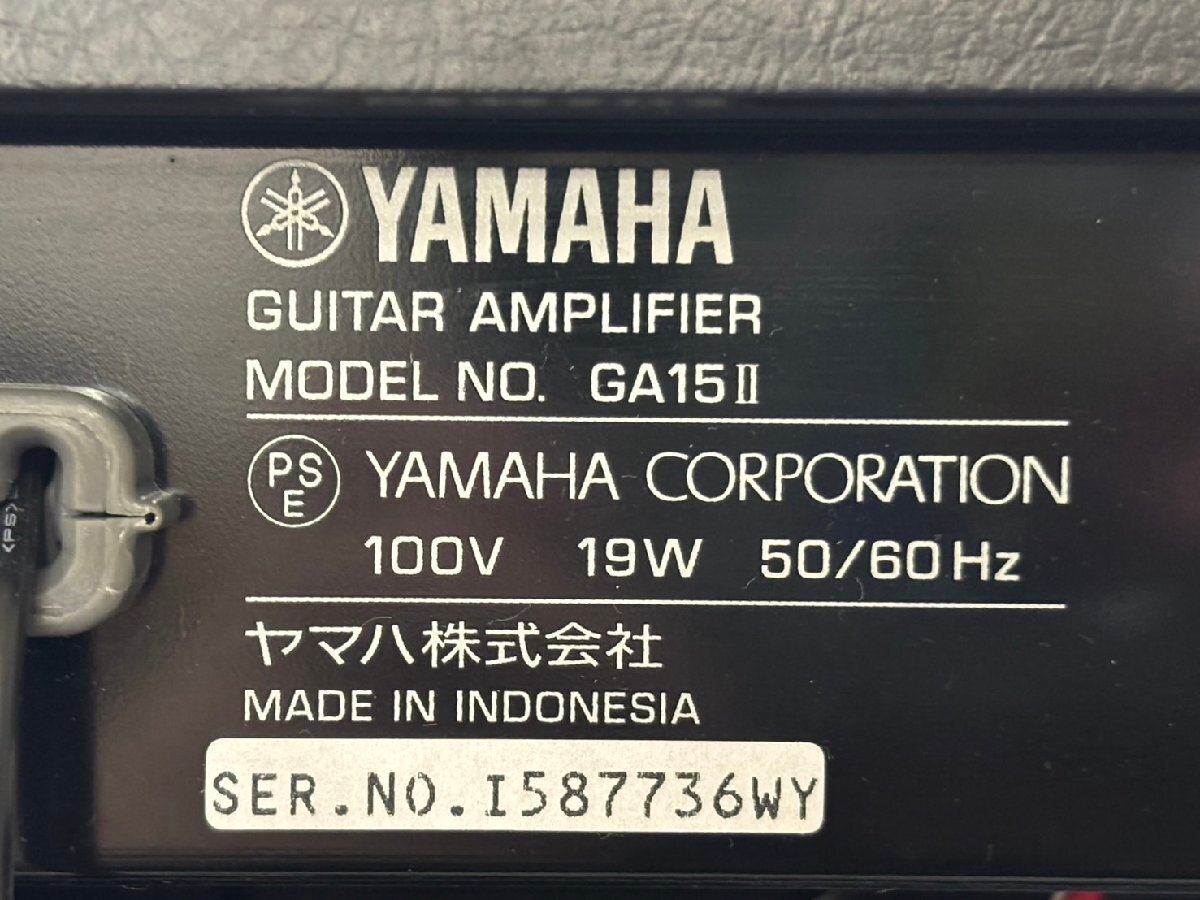 YAMAHA
GUITAR AMPLIFIER
MODEL NO. GA15Ⅱ
PSE YAMAHA CORPORATION
100V 19W 50/60Hz
ヤマハ株式会社
MADE IN INDONESIA
SER.NO.I587736WY
<PS>